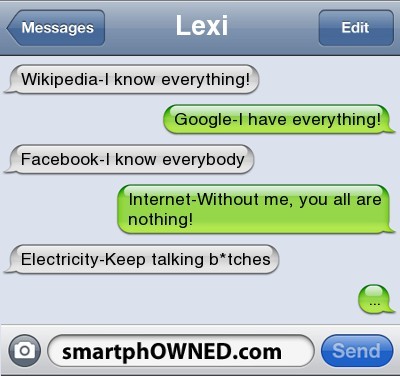 Messages
Lexi
Edit
Wikipedia-I know everything!
Google-I have everything!
Facebook-I know everybody
Internet-Without me, you all are
nothing!
Electricity-Keep talking b*tches
...
smartphOWNED.com
Send